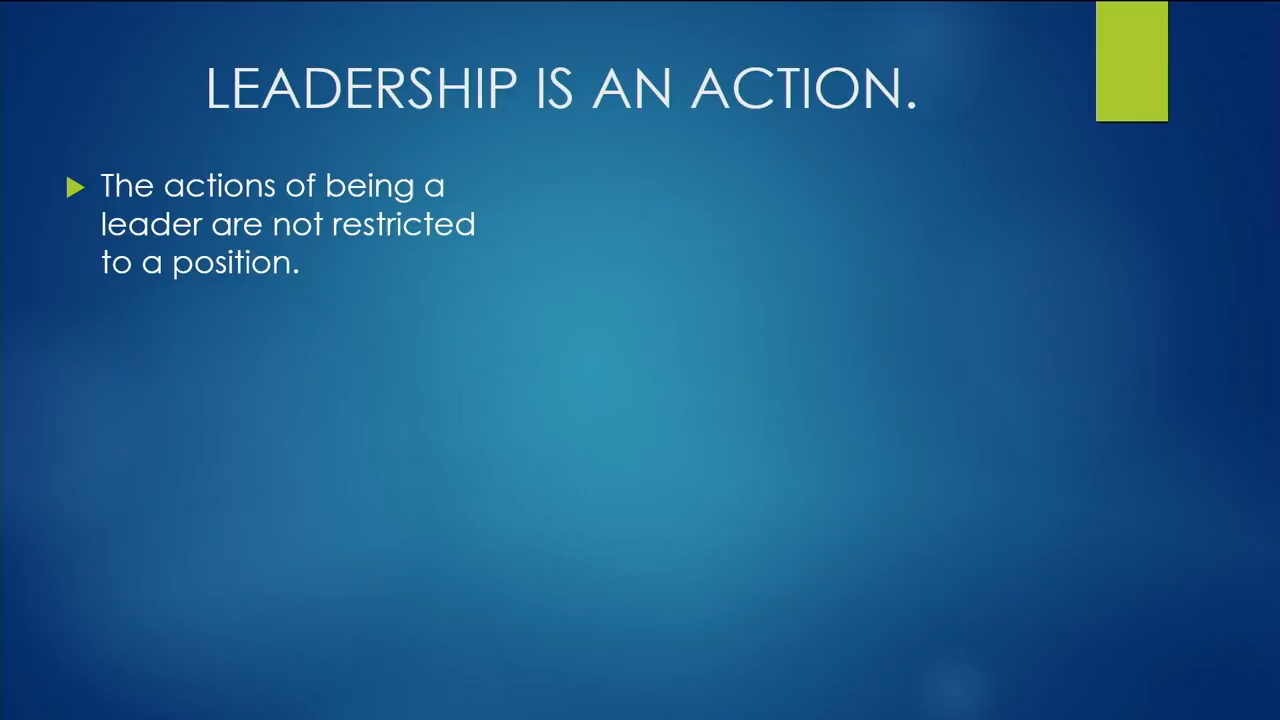 LEADERSHIP IS AN ACTION.
The actions of being a
leader are not restricted
to a position.